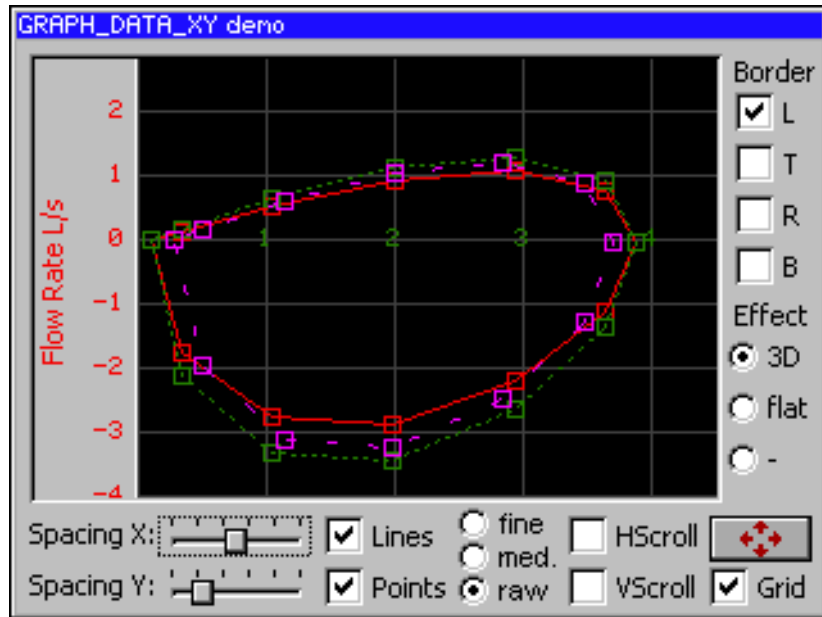 GRAPH_DATA_XY demo
Flow Rate L/s
2
1
0
-1
-2
-3
-4
1 2 3 4
Border
L
T
R
B
Effect
3D
flat
-
Spacing X:
Lines
fine
med.
raw
HScroll
Spacing Y:
Points
VScroll
Grid